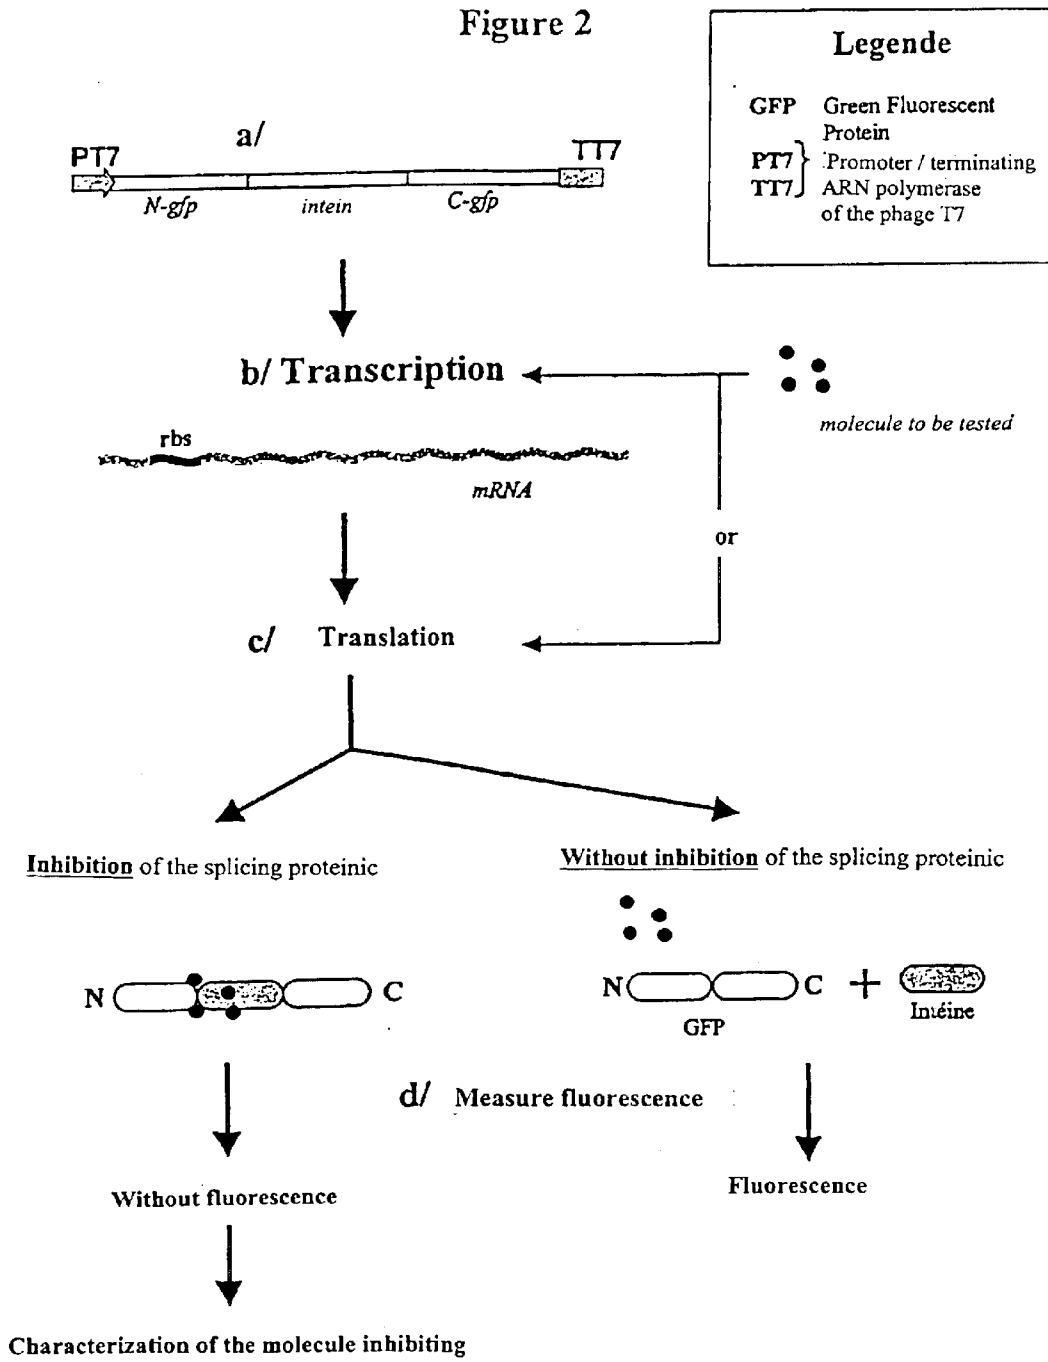 Figure 2
Legende
GFP Green Fluorescent
Protein
PT7 Promoter / terminating
TT7 ARN polymerase
of the phage T7
a/
PT7
TT7
N-gfp
intein
C-gfp
b/ Transcription
molecule to be tested
rbs
mRNA
or
c/ Translation
Inhibition of the splicing proteinic
Without inhibition of the splicing proteinic
N
C
N
C
+
GFP
Intéine
d/ Measure fluorescence
Without fluorescence
Fluorescence
Characterization of the molecule inhibiting